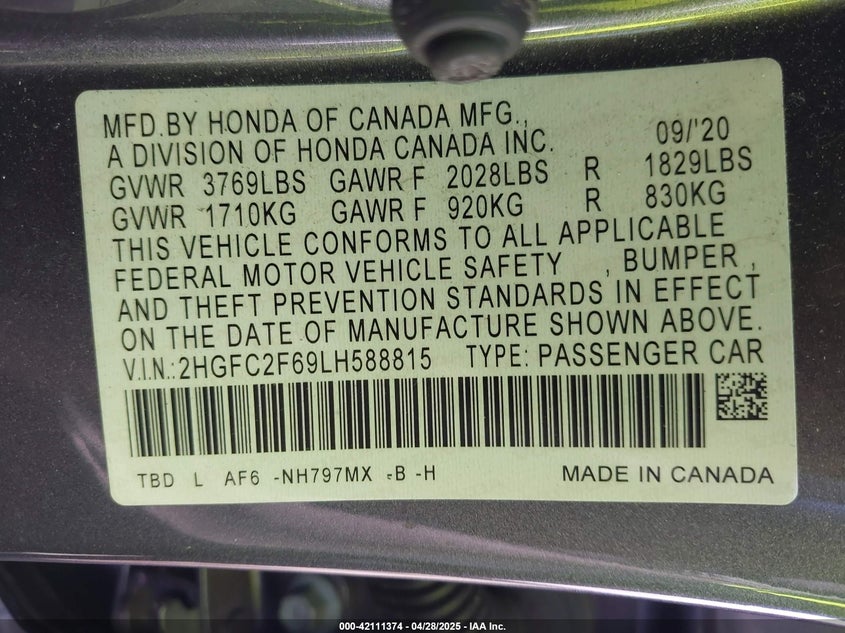 MFD.BY HONDA OF CANADA MFG.,
A DIVISION OF HONDA CANADA INC. 09/'20
GVWR 3769LBS GAWR F 2028LBS R 1829LBS
GVWR 1710KG GAWR F 920KG R 830KG
THIS VEHICLE CONFORMS TO ALL APPLICABLE
FEDERAL MOTOR VEHICLE SAFETY , BUMPER ,
AND THEFT PREVENTION STANDARDS IN EFFECT
ON THE DATE OF MANUFACTURE SHOWN ABOVE.
V.I.N.:2HGFC2F69LH588815 TYPE: PASSENGER CAR
TBD L AF6 -NH797MX -B -H MADE IN CANADA
000-42111374 - 04/28/2025 - IAA Inc.